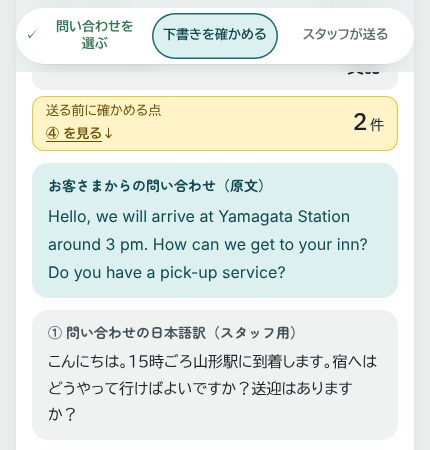 ✓ 問い合わせを
選ぶ
下書きを確かめる
スタッフが送る
送る前に確かめる点
④ を見る↓
2件
お客さまからの問い合わせ（原文）
Hello, we will arrive at Yamagata Station
around 3 pm. How can we get to your inn?
Do you have a pick-up service?
① 問い合わせの日本語訳（スタッフ用）
こんにちは。15時ごろ山形駅に到着します。宿へは
どうやって行けばよいですか？送迎はあります
か？